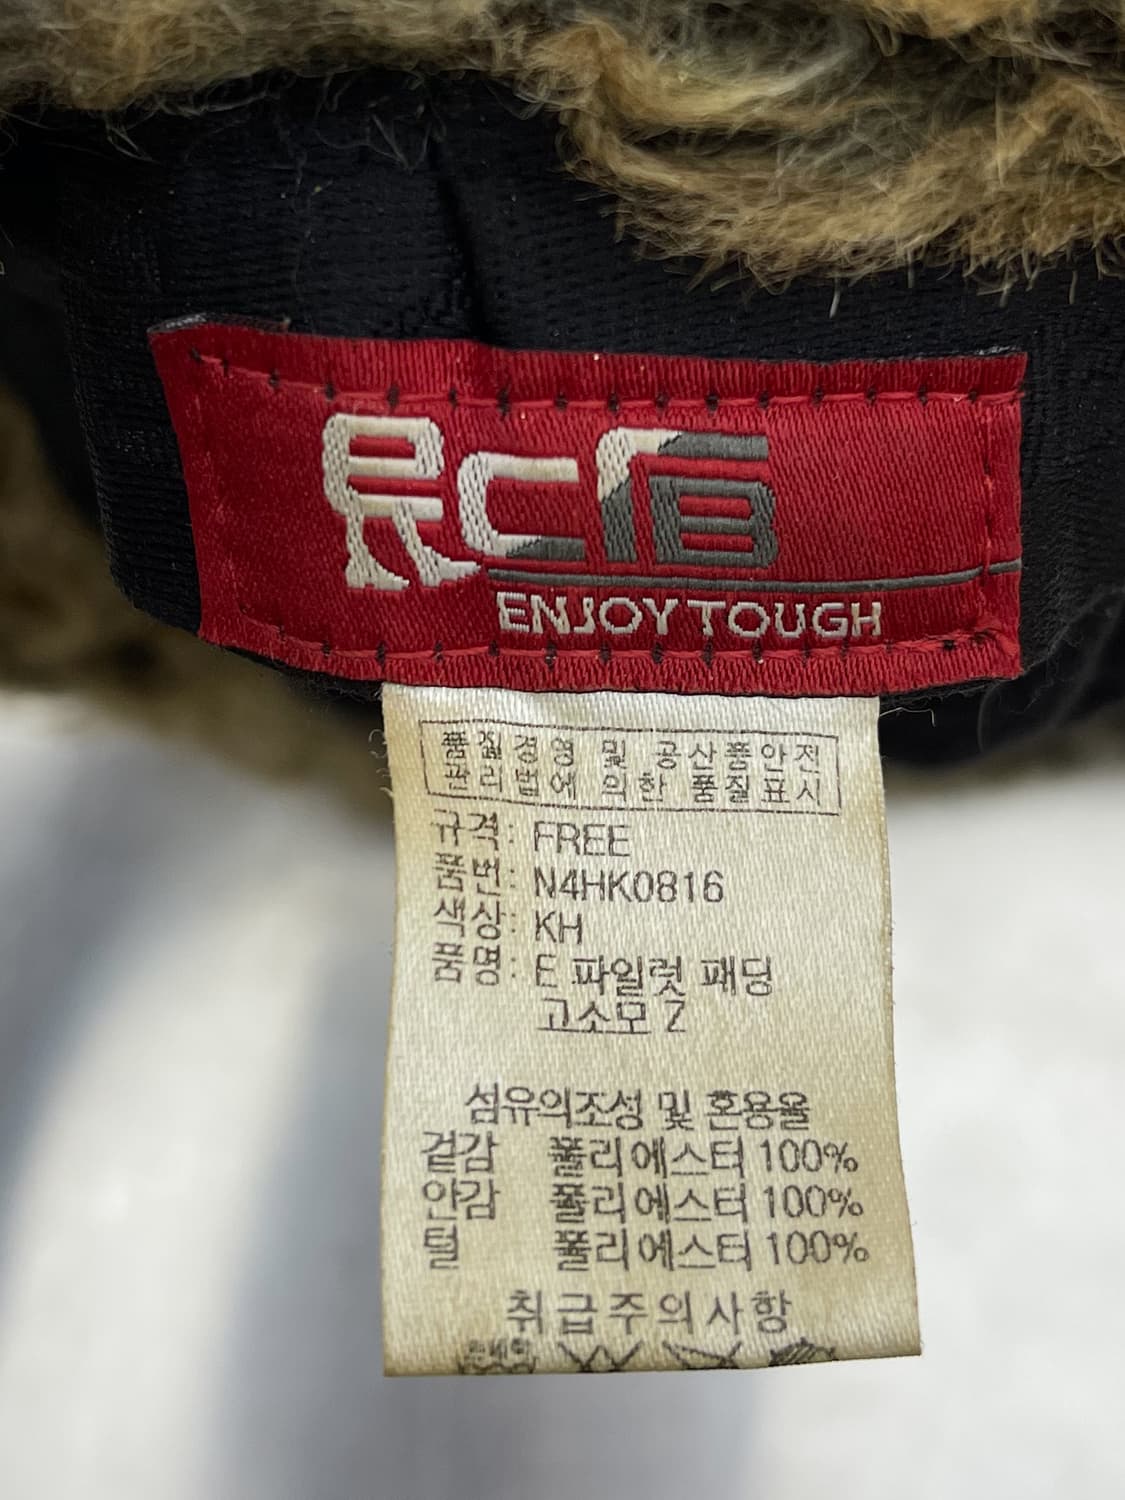 ENJOY TOUGH
품질경영 및 공산품안전
관리법에 의한 품질표시
규격: FREE
품번: N4HK0816
색상: KH
품명: E 파일럿 패딩
고소모 Z
섬유의조성 및 혼용율
겉감 폴리에스터 100%
안감 폴리에스터 100%
털 폴리에스터 100%
취급주의사항